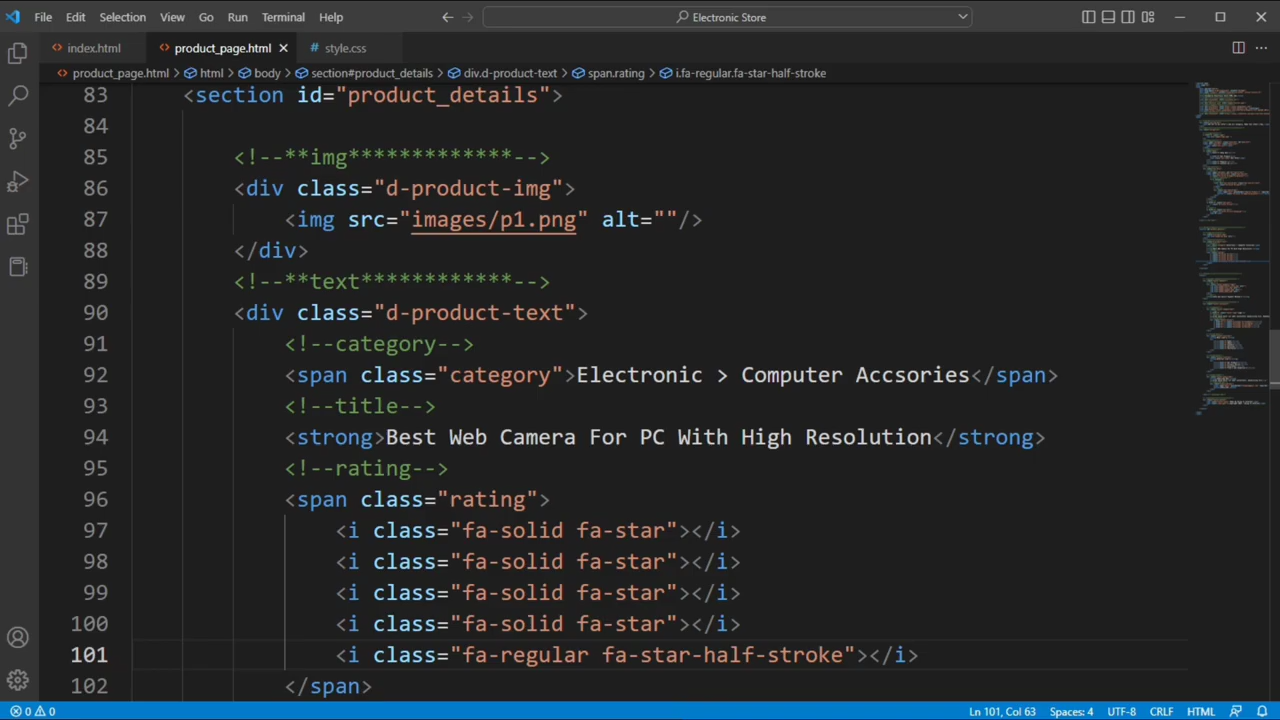 File Edit Selection View Go Run Terminal Help Electronic Store
index.html product_page.html style.css
product_page.html > html > body > section#product_details > div.d-product-text > span.rating > i.fa-regular.fa-star-half-stroke
83 <section id="product_details">
84
85 <!--**img*************-->
86 <div class="d-product-img">
87 <img src="images/p1.png" alt=""/>
88 </div>
89 <!--**text************-->
90 <div class="d-product-text">
91 <!--category-->
92 <span class="category">Electronic > Computer Accsories</span>
93 <!--title-->
94 <strong>Best Web Camera For PC With High Resolution</strong>
95 <!--rating-->
96 <span class="rating">
97 <i class="fa-solid fa-star"></i>
98 <i class="fa-solid fa-star"></i>
99 <i class="fa-solid fa-star"></i>
100 <i class="fa-solid fa-star"></i>
101 <i class="fa-regular fa-star-half-stroke"></i>
102 </span>
0 0 Ln 101, Col 63 Spaces: 4 UTF-8 CRLF HTML